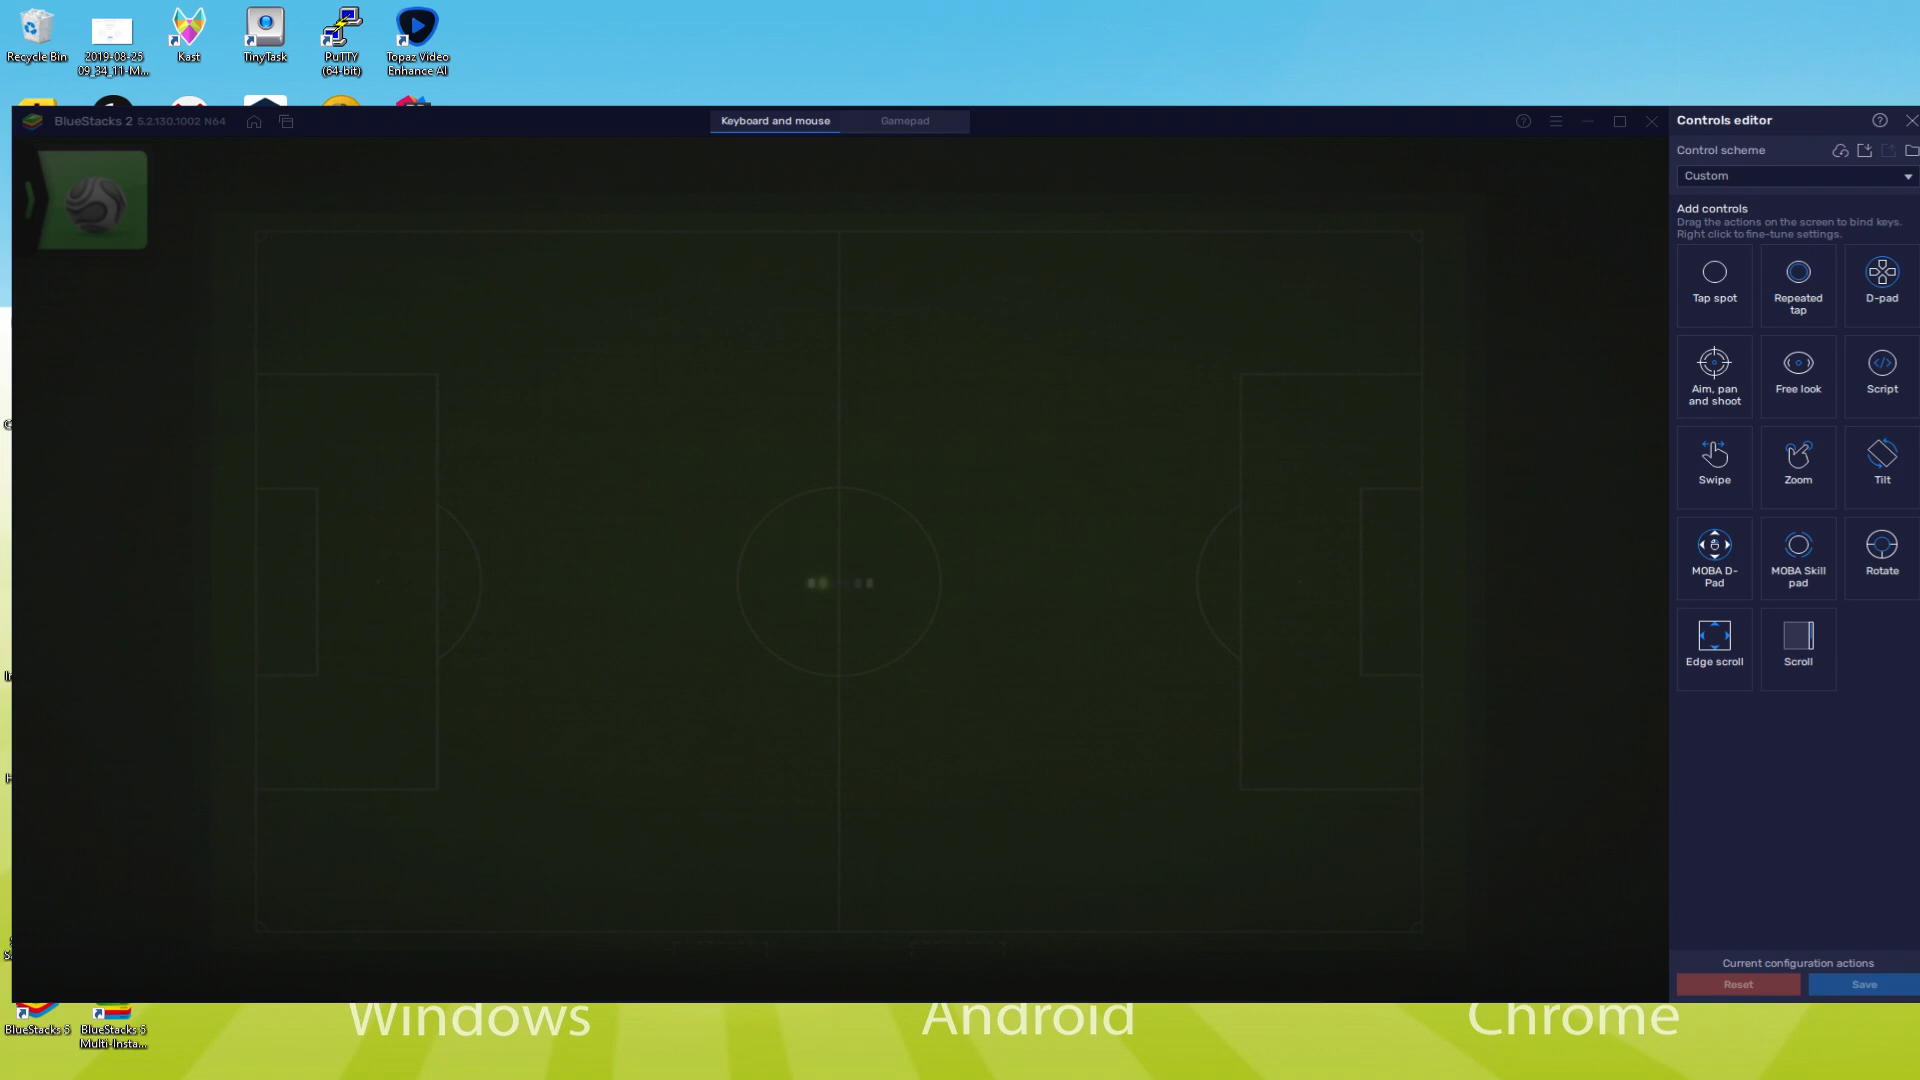 Recycle Bin
2019-08-25
09_34_11-M...
Kast
TinyTask
PuTTY
(64-bit)
Topaz Video
Enhance AI
BlueStacks 2 5.2.130.1002 N64
Keyboard and mouse
Gamepad
Controls editor
Control scheme
Custom
Add controls
Drag the actions on the screen to bind keys.
Right click to fine-tune settings.
Tap spot
Repeated
tap
D-pad
Aim, pan
and shoot
Free look
Script
Swipe
Zoom
Tilt
MOBA D-
Pad
MOBA Skill
pad
Rotate
Edge scroll
Scroll
Current configuration actions
Reset
Save
BlueStacks 5
BlueStacks 5
Multi-Insta...
Windows
Android
Chrome